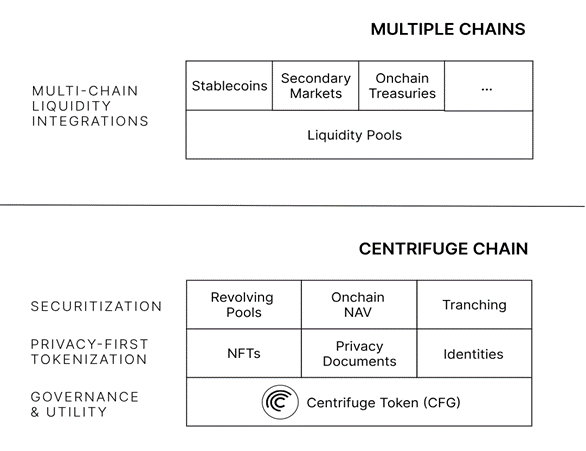 MULTIPLE CHAINS
MULTI-CHAIN
LIQUIDITY
INTEGRATIONS
Stablecoins
Secondary
Markets
Onchain
Treasuries
...
Liquidity Pools
CENTRIFUGE CHAIN
SECURITIZATION
Revolving
Pools
Onchain
NAV
Tranching
PRIVACY-FIRST
TOKENIZATION
NFTs
Privacy
Documents
Identities
GOVERNANCE
& UTILITY
Centrifuge Token (CFG)